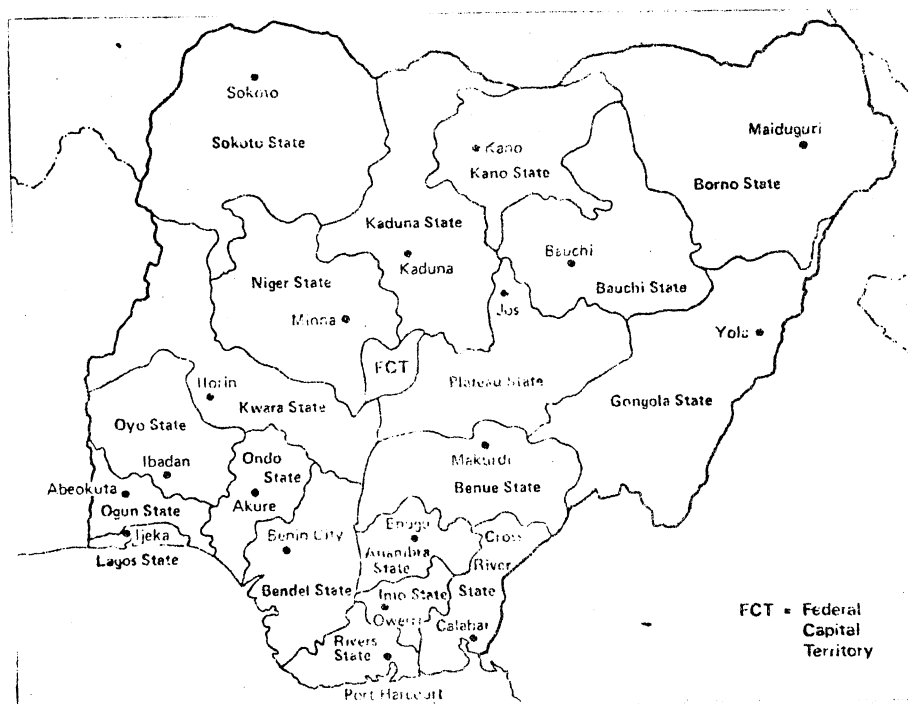 Sokoto
Sokoto State
Kano
Kano State
Maiduguri
Borno State
Kaduna State
Kaduna
Bauchi
Bauchi State
Niger State
Minna
Jos
Yola
FCT
Plateau State
Gongola State
Ilorin
Kwara State
Oyo State
Ibadan
Ondo
State
Akure
Makurdi
Benue State
Abeokuta
Ogun State
Ijeka
Lagos State
Benin City
Bendel State
Enugu
Anambra
State
Cross
River
State
Imo State
Owerri
Calabar
Rivers
State
Port Harcourt
FCT = Federal
Capital
Territory